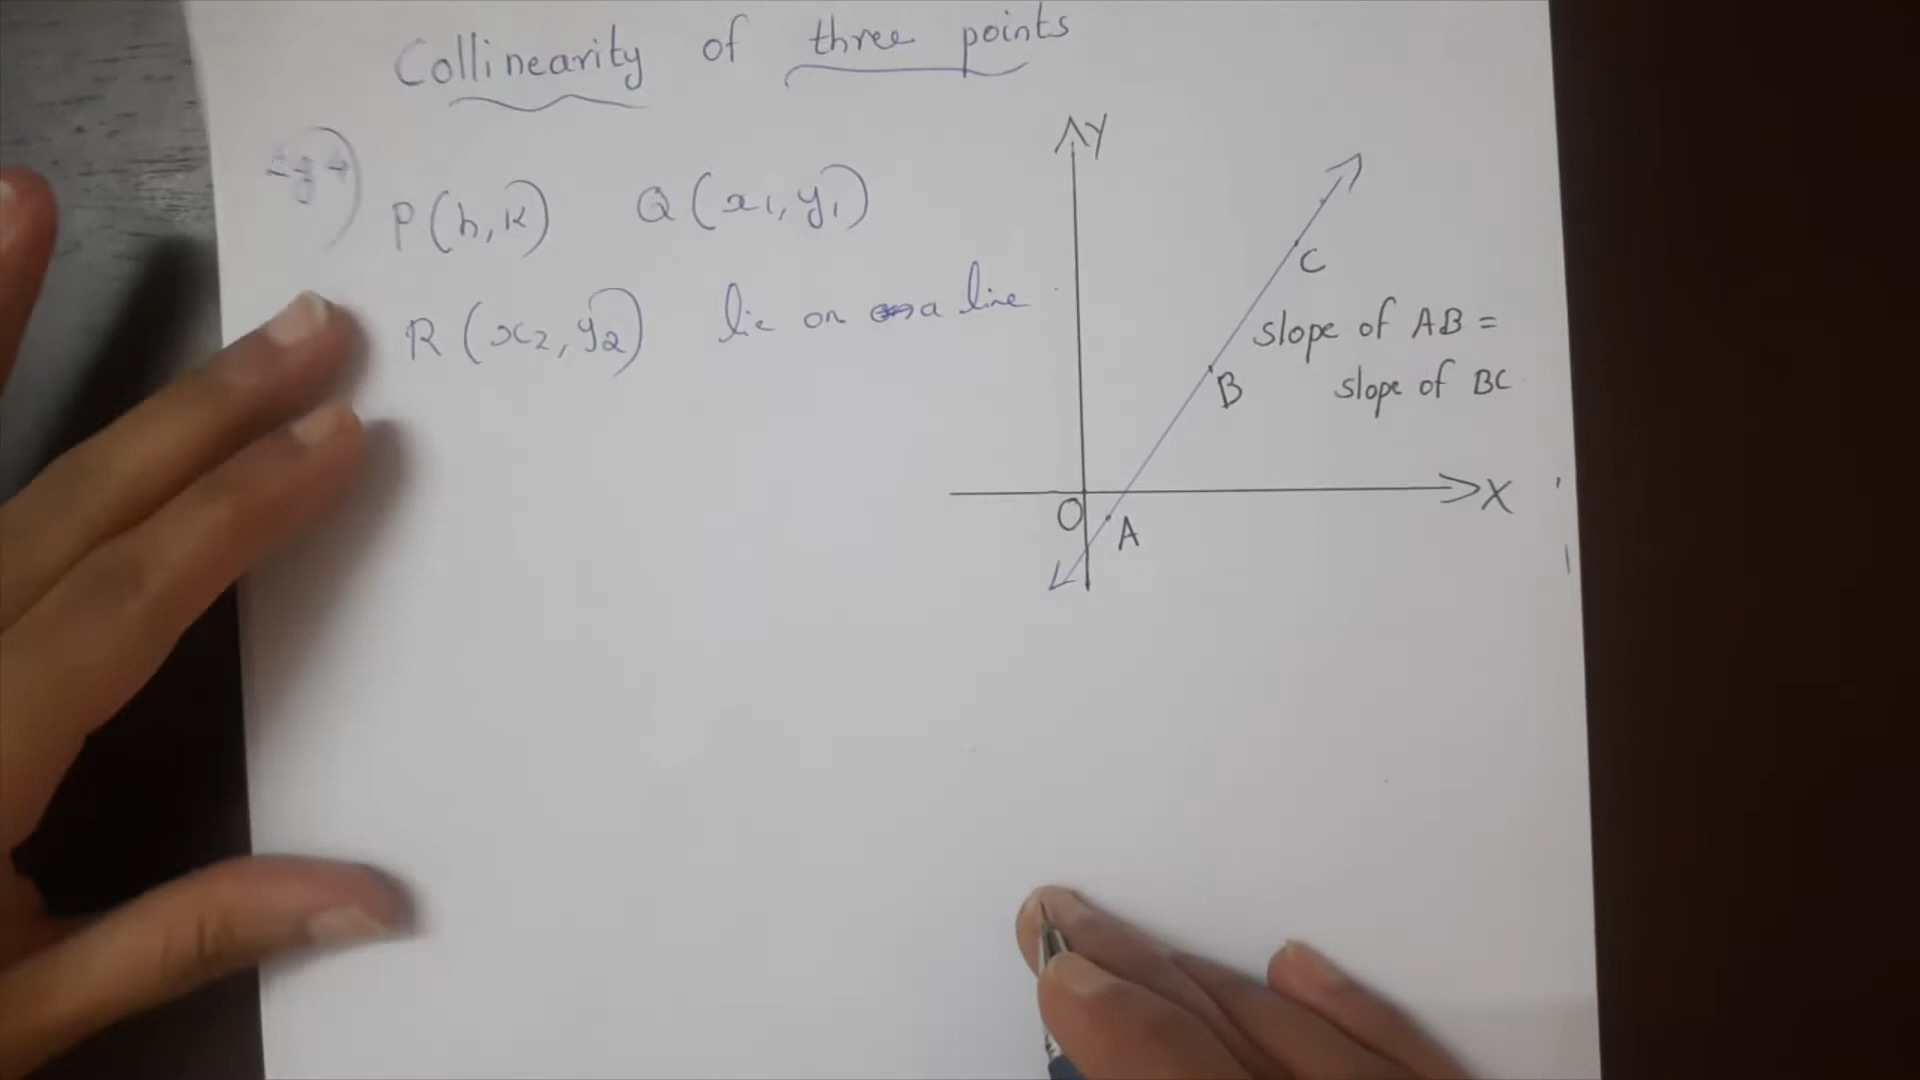 Collinearity of three points
P(h,k) Q(x₁,y₁)
R(x₂,y₂) lie on a line
Y
C
slope of AB =
slope of BC
B
O
X
A